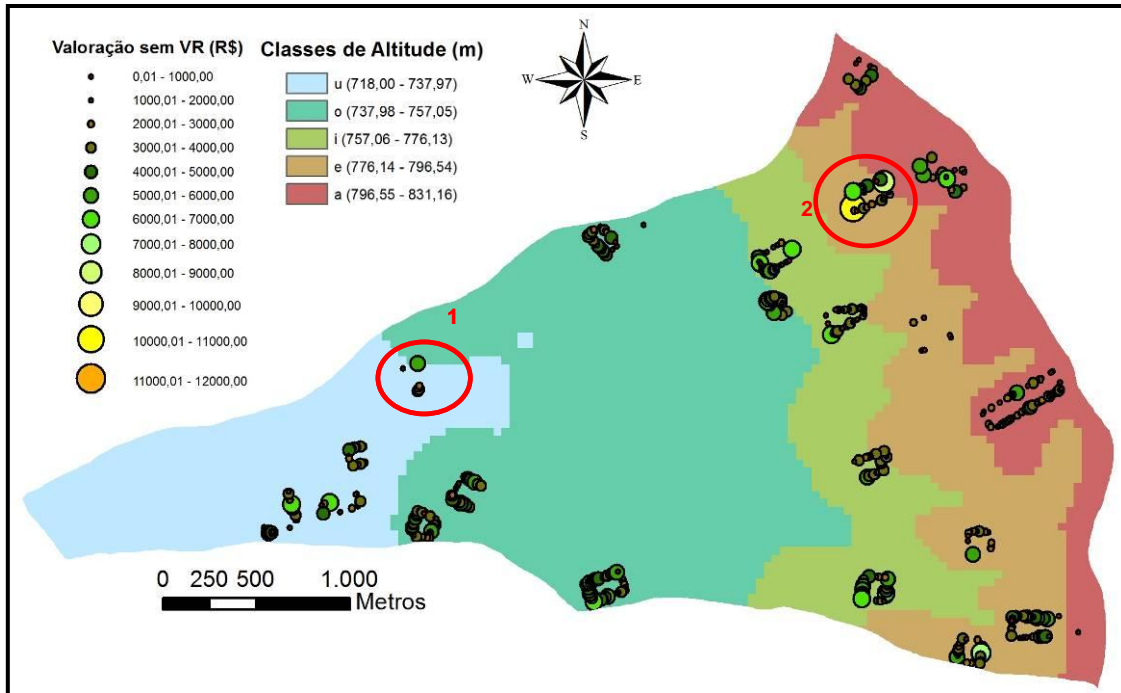 Valoração sem VR (R$)
0,01 - 1000,00
1000,01 - 2000,00
2000,01 - 3000,00
3000,01 - 4000,00
4000,01 - 5000,00
5000,01 - 6000,00
6000,01 - 7000,00
7000,01 - 8000,00
8000,01 - 9000,00
9000,01 - 10000,00
10000,01 - 11000,00
11000,01 - 12000,00
Classes de Altitude (m)
u (718,00 - 737,97)
o (737,98 - 757,05)
i (757,06 - 776,13)
e (776,14 - 796,54)
a (796,55 - 831,16)
N
W
E
S
1
2
0 250 500 1.000
Metros